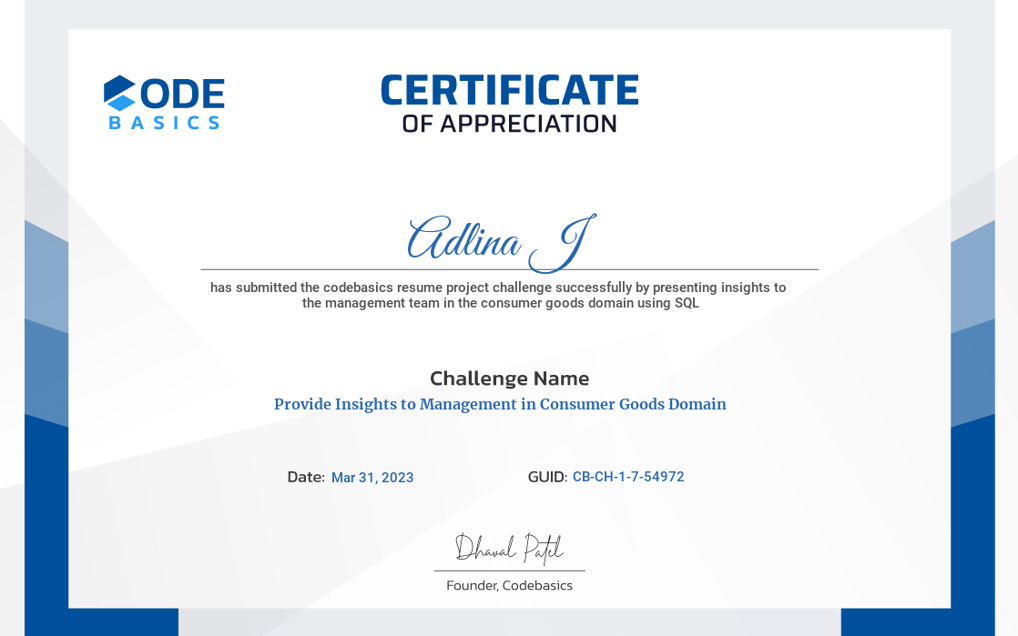 CODE
BASICS
CERTIFICATE
OF APPRECIATION
Adlina J
has submitted the codebasics resume project challenge successfully by presenting insights to
the management team in the consumer goods domain using SQL
Challenge Name
Provide Insights to Management in Consumer Goods Domain
Date: Mar 31, 2023
GUID: CB-CH-1-7-54972
Dhaval Patel
Founder, Codebasics